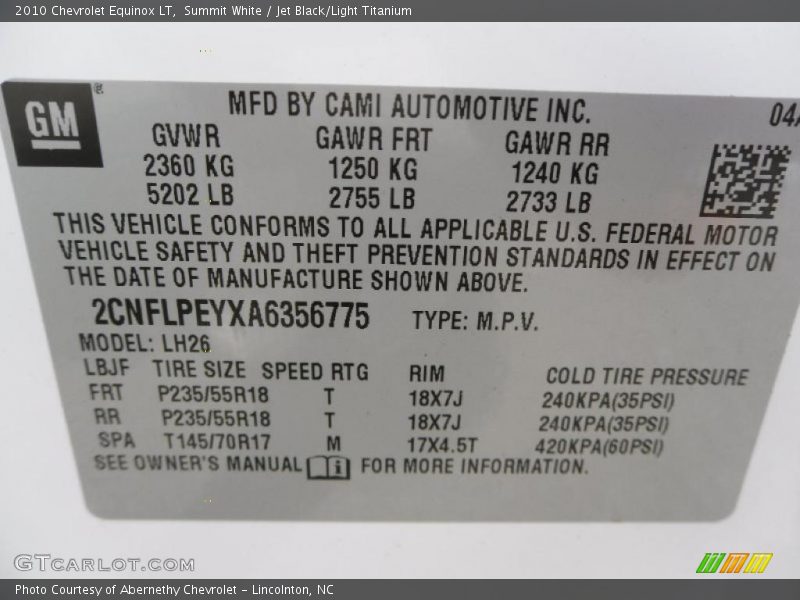 2010 Chevrolet Equinox LT, Summit White / Jet Black/Light Titanium
GM ®
MFD BY CAMI AUTOMOTIVE INC.
GVWR GAWR FRT GAWR RR
2360 KG 1250 KG 1240 KG
5202 LB 2755 LB 2733 LB
THIS VEHICLE CONFORMS TO ALL APPLICABLE U.S. FEDERAL MOTOR
VEHICLE SAFETY AND THEFT PREVENTION STANDARDS IN EFFECT ON
THE DATE OF MANUFACTURE SHOWN ABOVE.
2CNFLPEYXA6356775 TYPE: M.P.V.
MODEL: LH26
LBJF TIRE SIZE SPEED RTG RIM COLD TIRE PRESSURE
FRT P235/55R18 T 18X7J 240KPA(35PSI)
RR P235/55R18 T 18X7J 240KPA(35PSI)
SPA T145/70R17 M 17X4.5T 420KPA(60PSI)
SEE OWNER'S MANUAL FOR MORE INFORMATION.
GTCARLOT.COM
Photo Courtesy of Abernethy Chevrolet - Lincolnton, NC